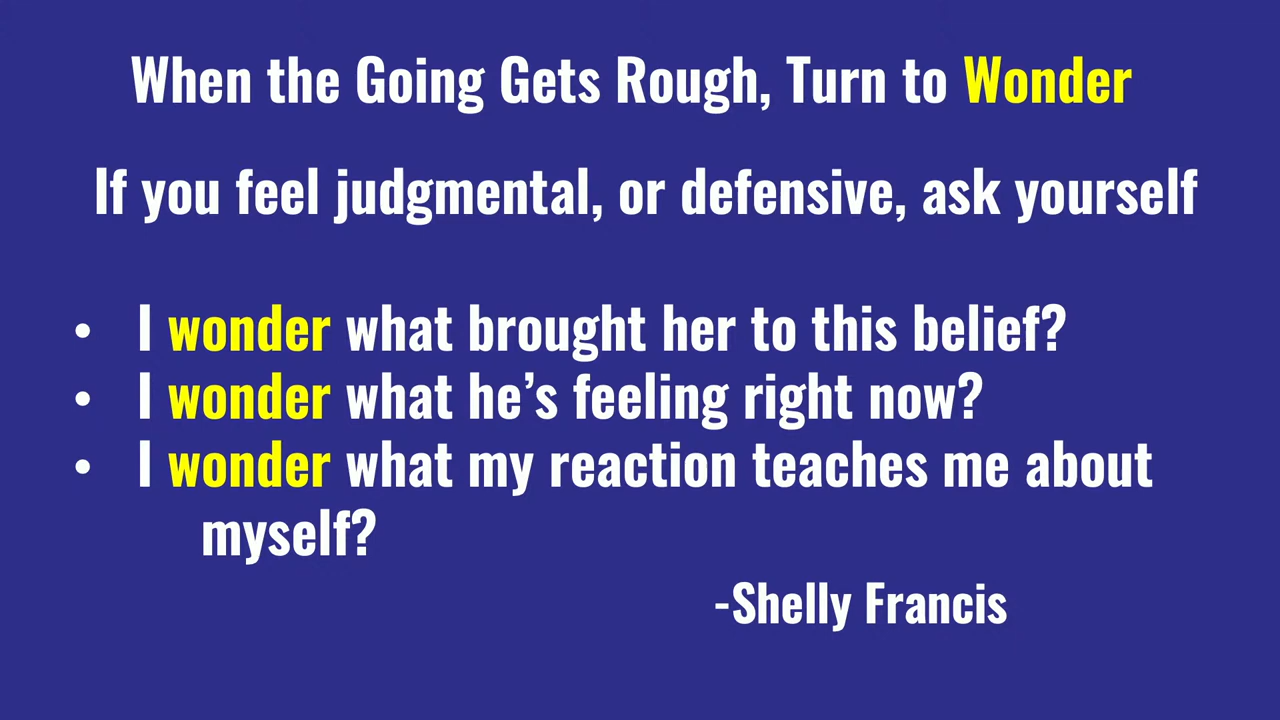 When the Going Gets Rough, Turn to Wonder
If you feel judgmental, or defensive, ask yourself
• I wonder what brought her to this belief?
• I wonder what he’s feeling right now?
• I wonder what my reaction teaches me about
myself?
-Shelly Francis